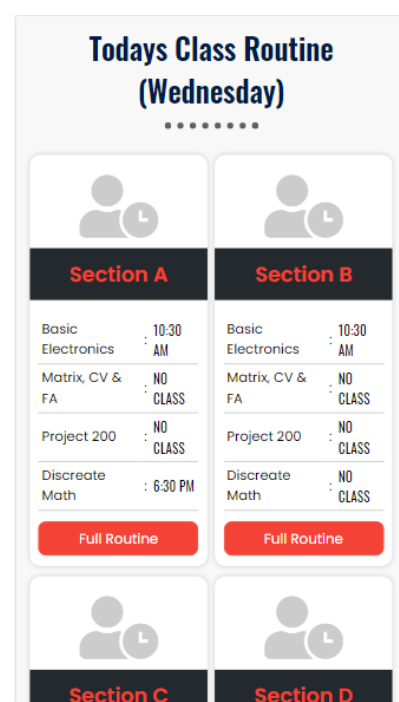 Todays Class Routine
(Wednesday)
Section A
Basic : 10:30
Electronics AM
Matrix, CV & : NO
FA CLASS
Project 200 : NO
CLASS
Discreate : 6:30 PM
Math
Full Routine
Section B
Basic : 10:30
Electronics AM
Matrix, CV & : NO
FA CLASS
Project 200 : NO
CLASS
Discreate : NO
Math CLASS
Full Routine
Section C
Section D